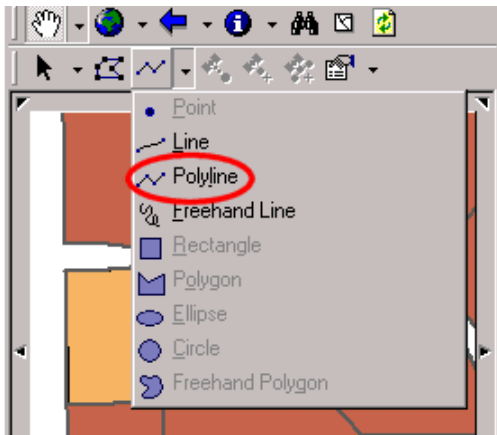 Point
Line
Polyline
Freehand Line
Rectangle
Polygon
Ellipse
Circle
Freehand Polygon